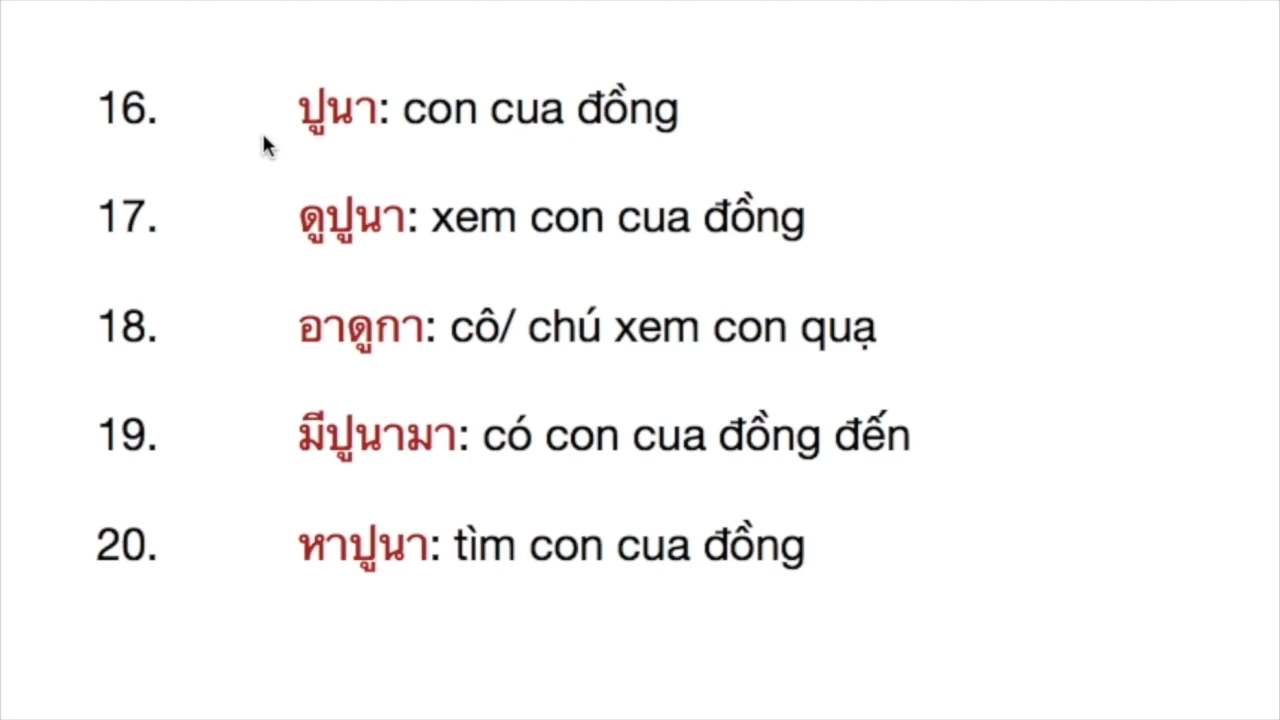 16. ปูนา: con cua đồng
17. ดูปูนา: xem con cua đồng
18. อาดูกา: cô/ chú xem con quạ
19. มีปูนามา: có con cua đồng đến
20. หาปูนา: tìm con cua đồng